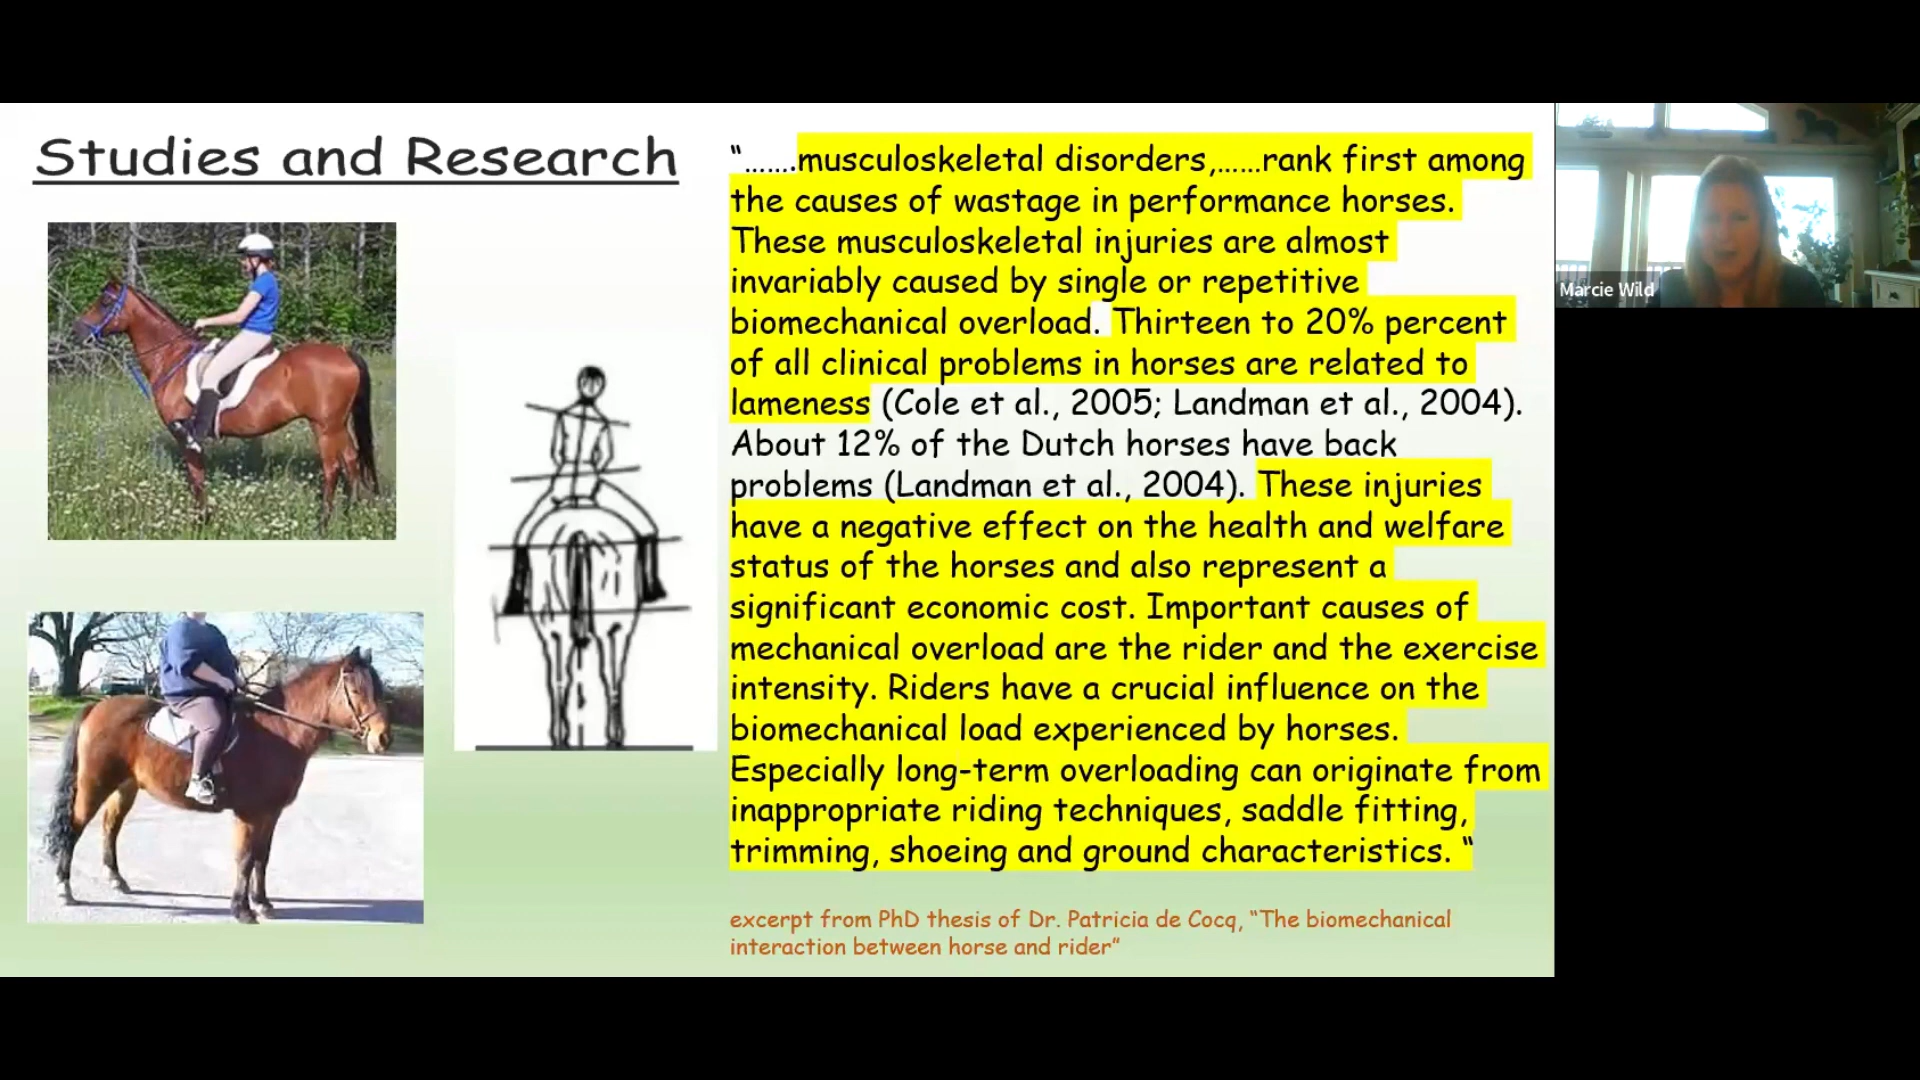 Studies and Research
“…….musculoskeletal disorders,……rank first among
the causes of wastage in performance horses.
These musculoskeletal injuries are almost
invariably caused by single or repetitive
biomechanical overload. Thirteen to 20% percent
of all clinical problems in horses are related to
lameness (Cole et al., 2005; Landman et al., 2004).
About 12% of the Dutch horses have back
problems (Landman et al., 2004). These injuries
have a negative effect on the health and welfare
status of the horses and also represent a
significant economic cost. Important causes of
mechanical overload are the rider and the exercise
intensity. Riders have a crucial influence on the
biomechanical load experienced by horses.
Especially long-term overloading can originate from
inappropriate riding techniques, saddle fitting,
trimming, shoeing and ground characteristics. “
excerpt from PhD thesis of Dr. Patricia de Cocq, “The biomechanical
interaction between horse and rider”
Marcie Wild